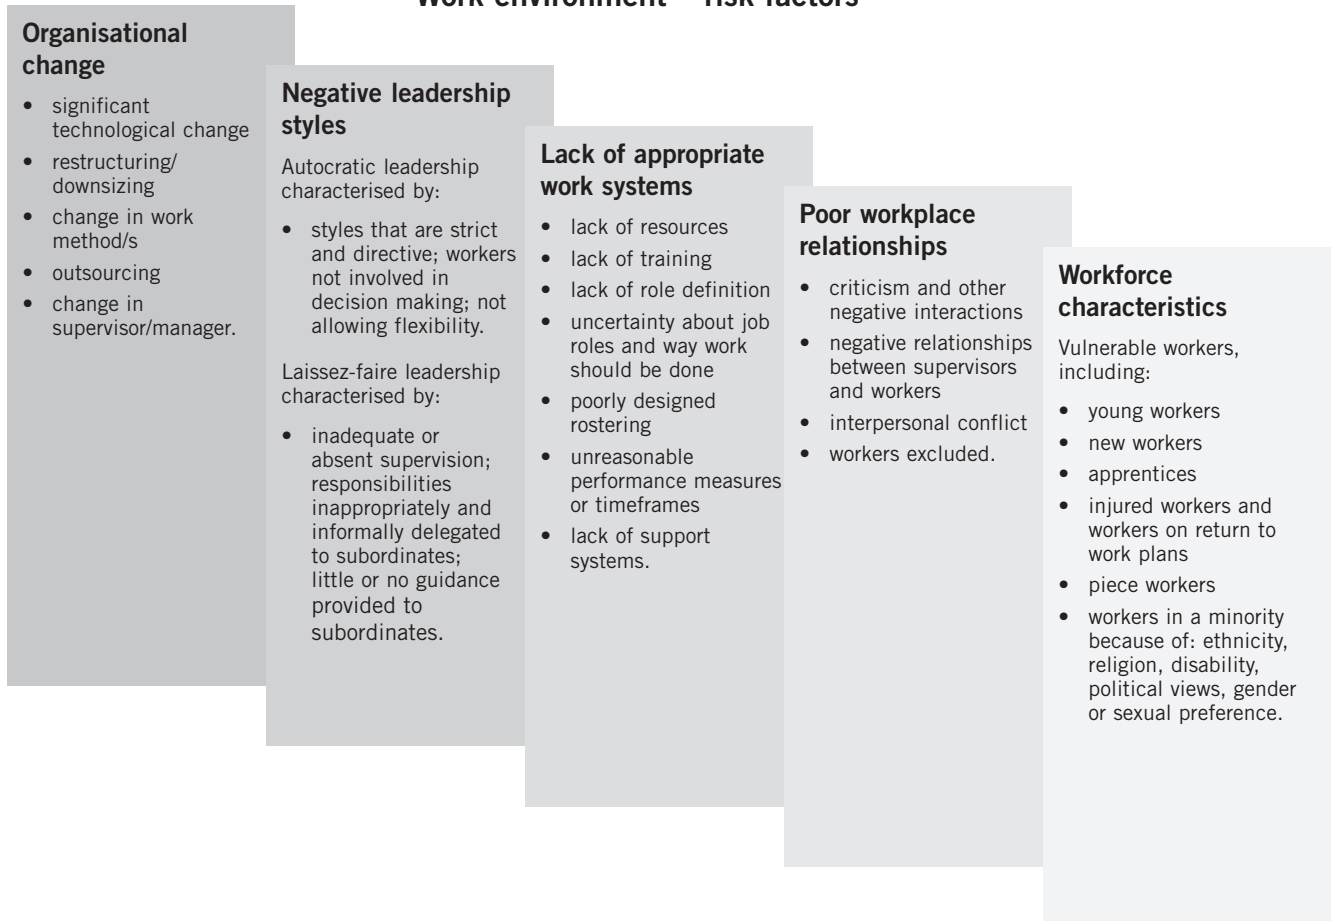 Work environment – risk factors
Organisational
change
• significant
technological change
• restructuring/
downsizing
• change in work
method/s
• outsourcing
• change in
supervisor/manager.
Negative leadership
styles
Autocratic leadership
characterised by:
• styles that are strict
and directive; workers
not involved in
decision making; not
allowing flexibility.
Laissez-faire leadership
characterised by:
• inadequate or
absent supervision;
responsibilities
inappropriately and
informally delegated
to subordinates;
little or no guidance
provided to
subordinates.
Lack of appropriate
work systems
• lack of resources
• lack of training
• lack of role definition
• uncertainty about job
roles and way work
should be done
• poorly designed
rostering
• unreasonable
performance measures
or timeframes
• lack of support
systems.
Poor workplace
relationships
• criticism and other
negative interactions
• negative relationships
between supervisors
and workers
• interpersonal conflict
• workers excluded.
Workforce
characteristics
Vulnerable workers,
including:
• young workers
• new workers
• apprentices
• injured workers and
workers on return to
work plans
• piece workers
• workers in a minority
because of: ethnicity,
religion, disability,
political views, gender
or sexual preference.